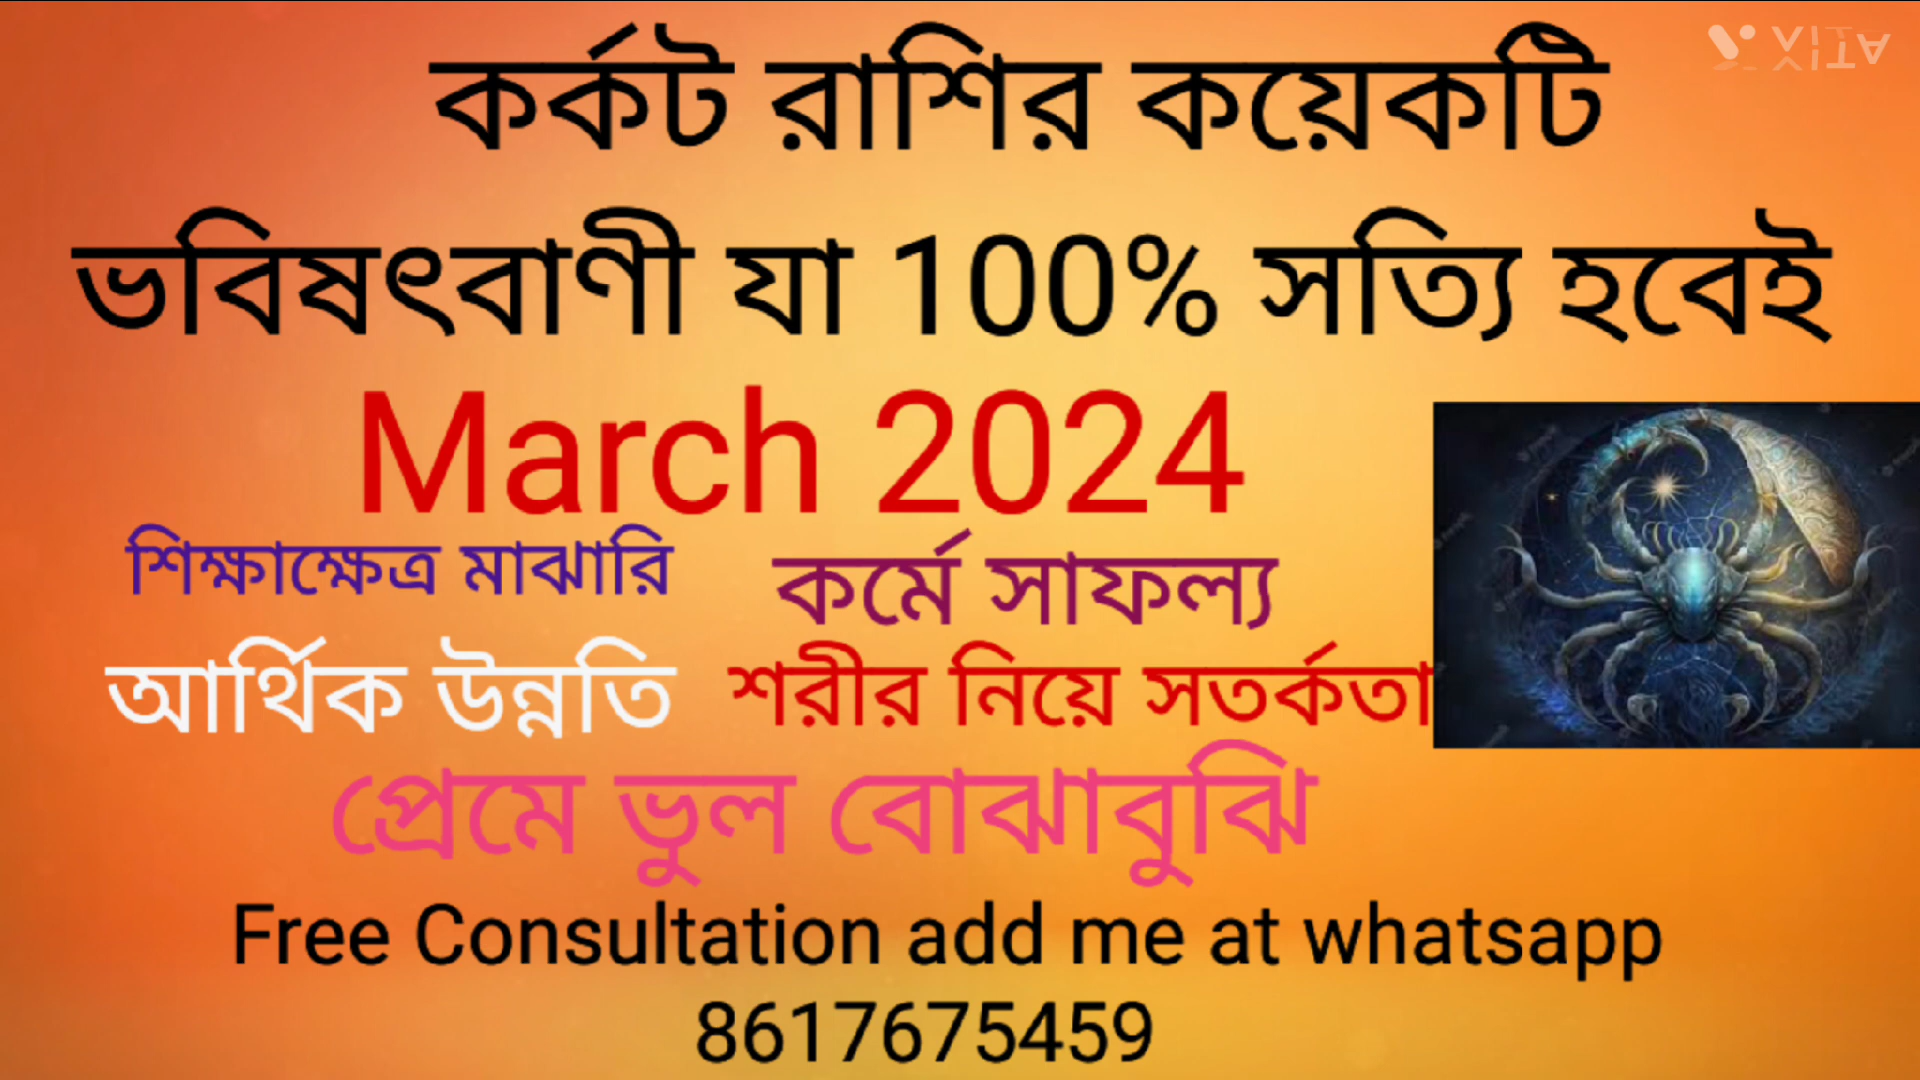 কর্কট রাশির কয়েকটি
ভবিষৎবাণী যা 100% সত্যি হবেই
March 2024
শিক্ষাক্ষেত্র মাঝারি
কর্মে সাফল্য
আর্থিক উন্নতি
শরীর নিয়ে সতর্কতা
প্রেমে ভুল বোঝাবুঝি
Free Consultation add me at whatsapp
8617675459